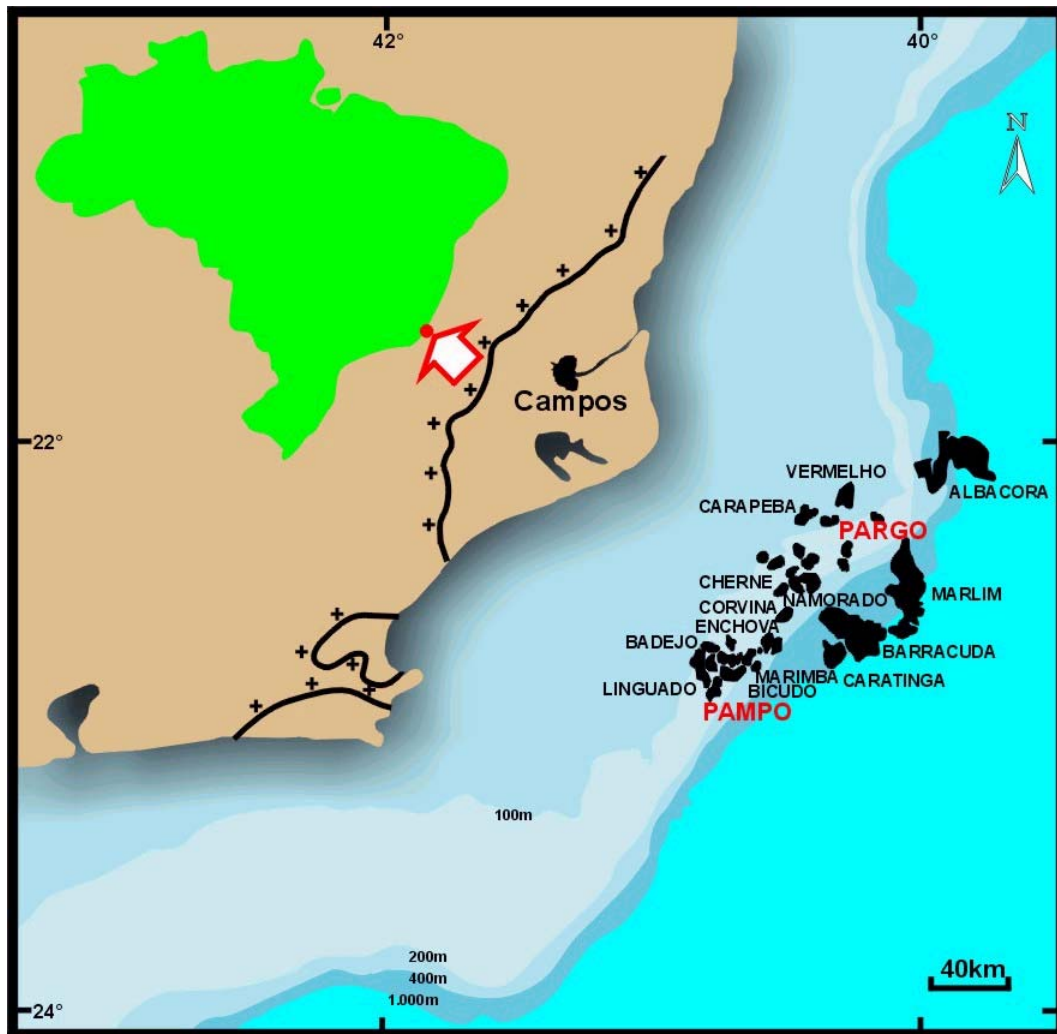 42°
40°
N
Campos
22°
VERMELHO
ALBACORA
CARAPEBA
PARGO
CHERNE
MARLIM
NAMORADO
CORVINA
ENCHOVA
BADEJO
BARRACUDA
MARIMBA
CARATINGA
LINGUADO
BICUDO
PAMPO
100m
200m
400m
1.000m
40km
24°